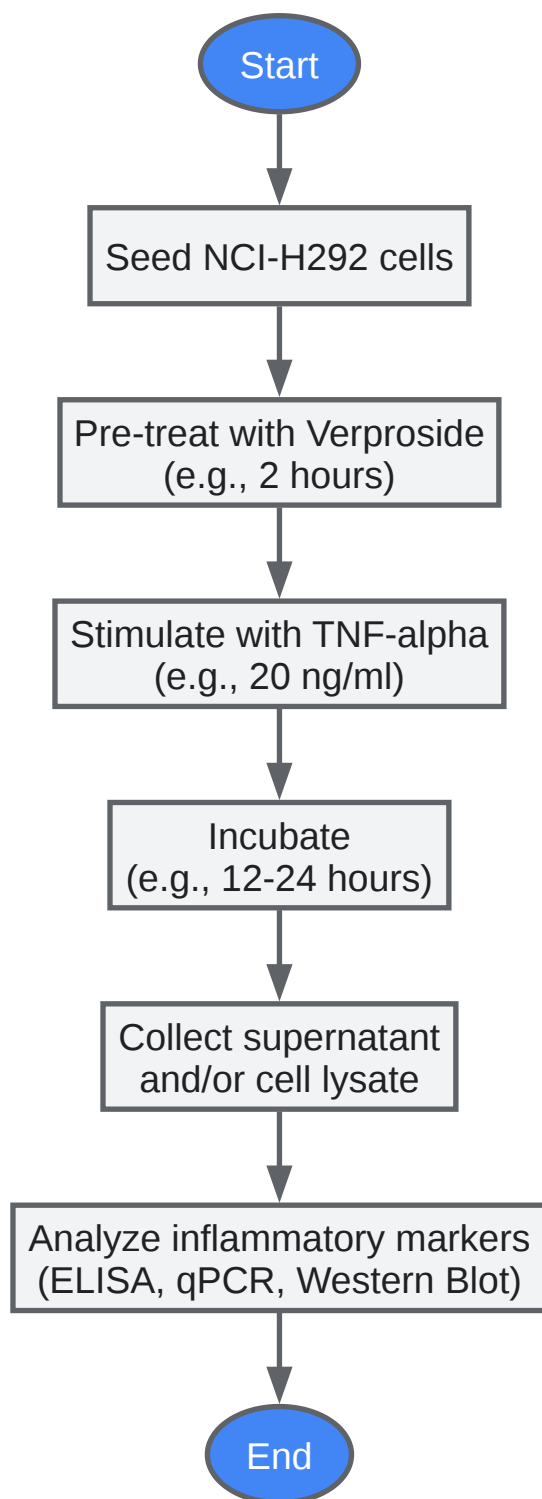 Start
Seed NCI-H292 cells
Pre-treat with Verproside
(e.g., 2 hours)
Stimulate with TNF-alpha
(e.g., 20 ng/ml)
Incubate
(e.g., 12-24 hours)
Collect supernatant
and/or cell lysate
Analyze inflammatory markers
(ELISA, qPCR, Western Blot)
End